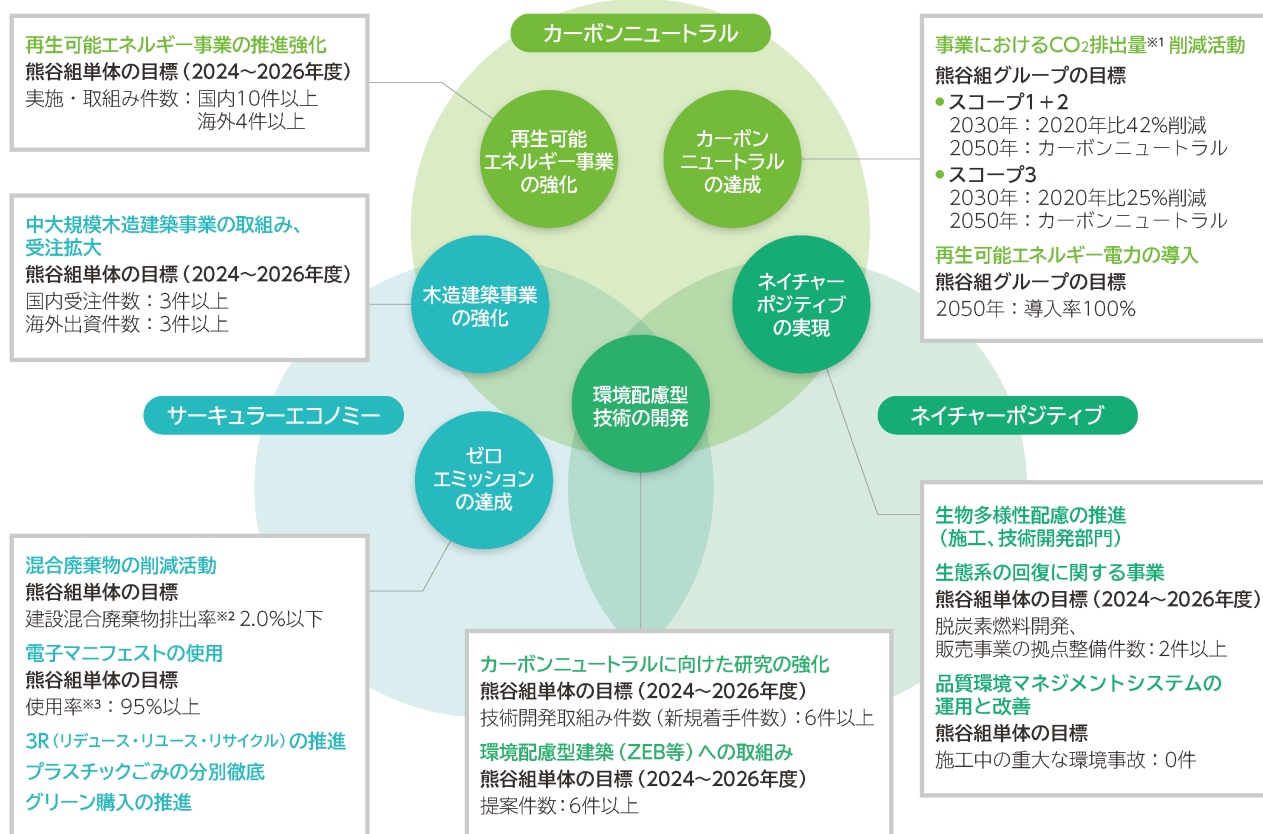 カーボンニュートラル
再生可能エネルギー事業の推進強化
熊谷組単体の目標（2024〜2026年度）
実施・取組み件数：国内10件以上
海外4件以上
再生可能
エネルギー事業
の強化
カーボン
ニュートラル
の達成
事業におけるCO₂排出量※1 削減活動
熊谷組グループの目標
● スコープ1＋2
2030年：2020年比42%削減
2050年：カーボンニュートラル
● スコープ3
2030年：2020年比25%削減
2050年：カーボンニュートラル
再生可能エネルギー電力の導入
熊谷組グループの目標
2050年：導入率100%
中大規模木造建築事業の取組み、
受注拡大
熊谷組単体の目標（2024〜2026年度）
国内受注件数：3件以上
海外出資件数：3件以上
木造建築事業
の強化
ネイチャー
ポジティブ
の実現
環境配慮型
技術の開発
サーキュラーエコノミー
ネイチャーポジティブ
ゼロ
エミッション
の達成
混合廃棄物の削減活動
熊谷組単体の目標
建設混合廃棄物排出率※2 2.0%以下
電子マニフェストの使用
熊谷組単体の目標
使用率※3：95%以上
3R（リデュース・リユース・リサイクル）の推進
プラスチックごみの分別徹底
グリーン購入の推進
カーボンニュートラルに向けた研究の強化
熊谷組単体の目標（2024〜2026年度）
技術開発取組み件数（新規着手件数）：6件以上
環境配慮型建築（ZEB等）への取組み
熊谷組単体の目標（2024〜2026年度）
提案件数：6件以上
生物多様性配慮の推進
（施工、技術開発部門）
生態系の回復に関する事業
熊谷組単体の目標（2024〜2026年度）
脱炭素燃料開発、
販売事業の拠点整備件数：2件以上
品質環境マネジメントシステムの
運用と改善
熊谷組単体の目標
施工中の重大な環境事故：0件